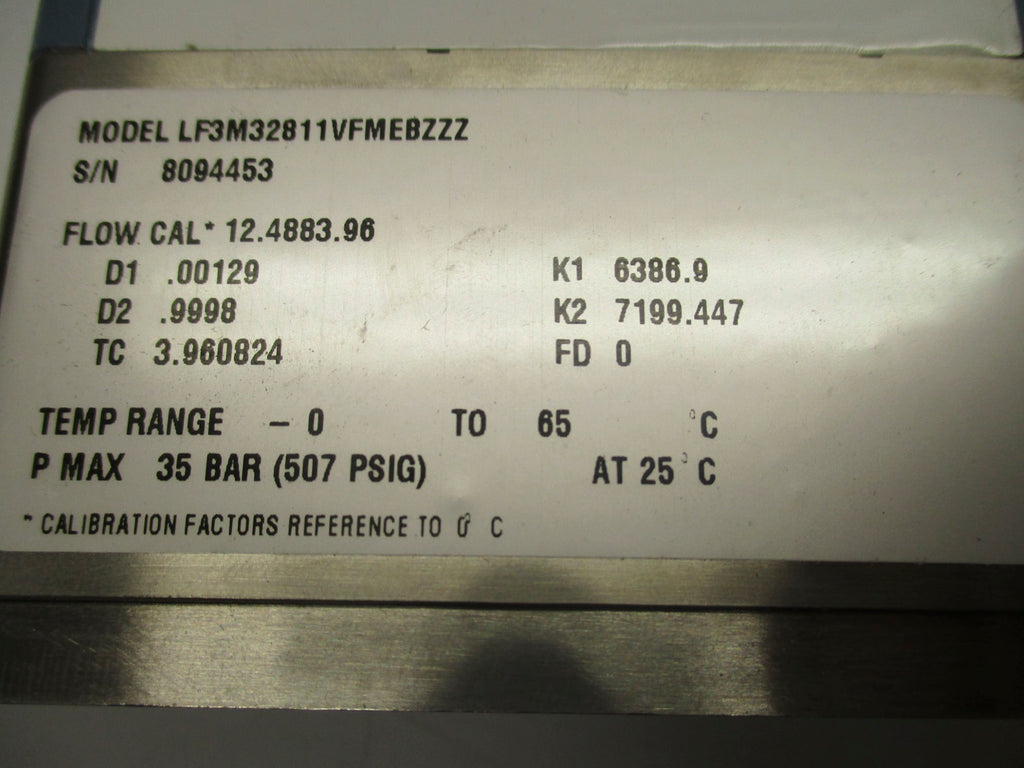 MODEL LF3M32811VFMEBZZZ
S/N 8094453
FLOW CAL* 12.4883.96
D1 .00129 K1 6386.9
D2 .9998 K2 7199.447
TC 3.960824 FD 0
TEMP RANGE - 0 TO 65 °C
P MAX 35 BAR (507 PSIG) AT 25 °C
* CALIBRATION FACTORS REFERENCE TO 0° C